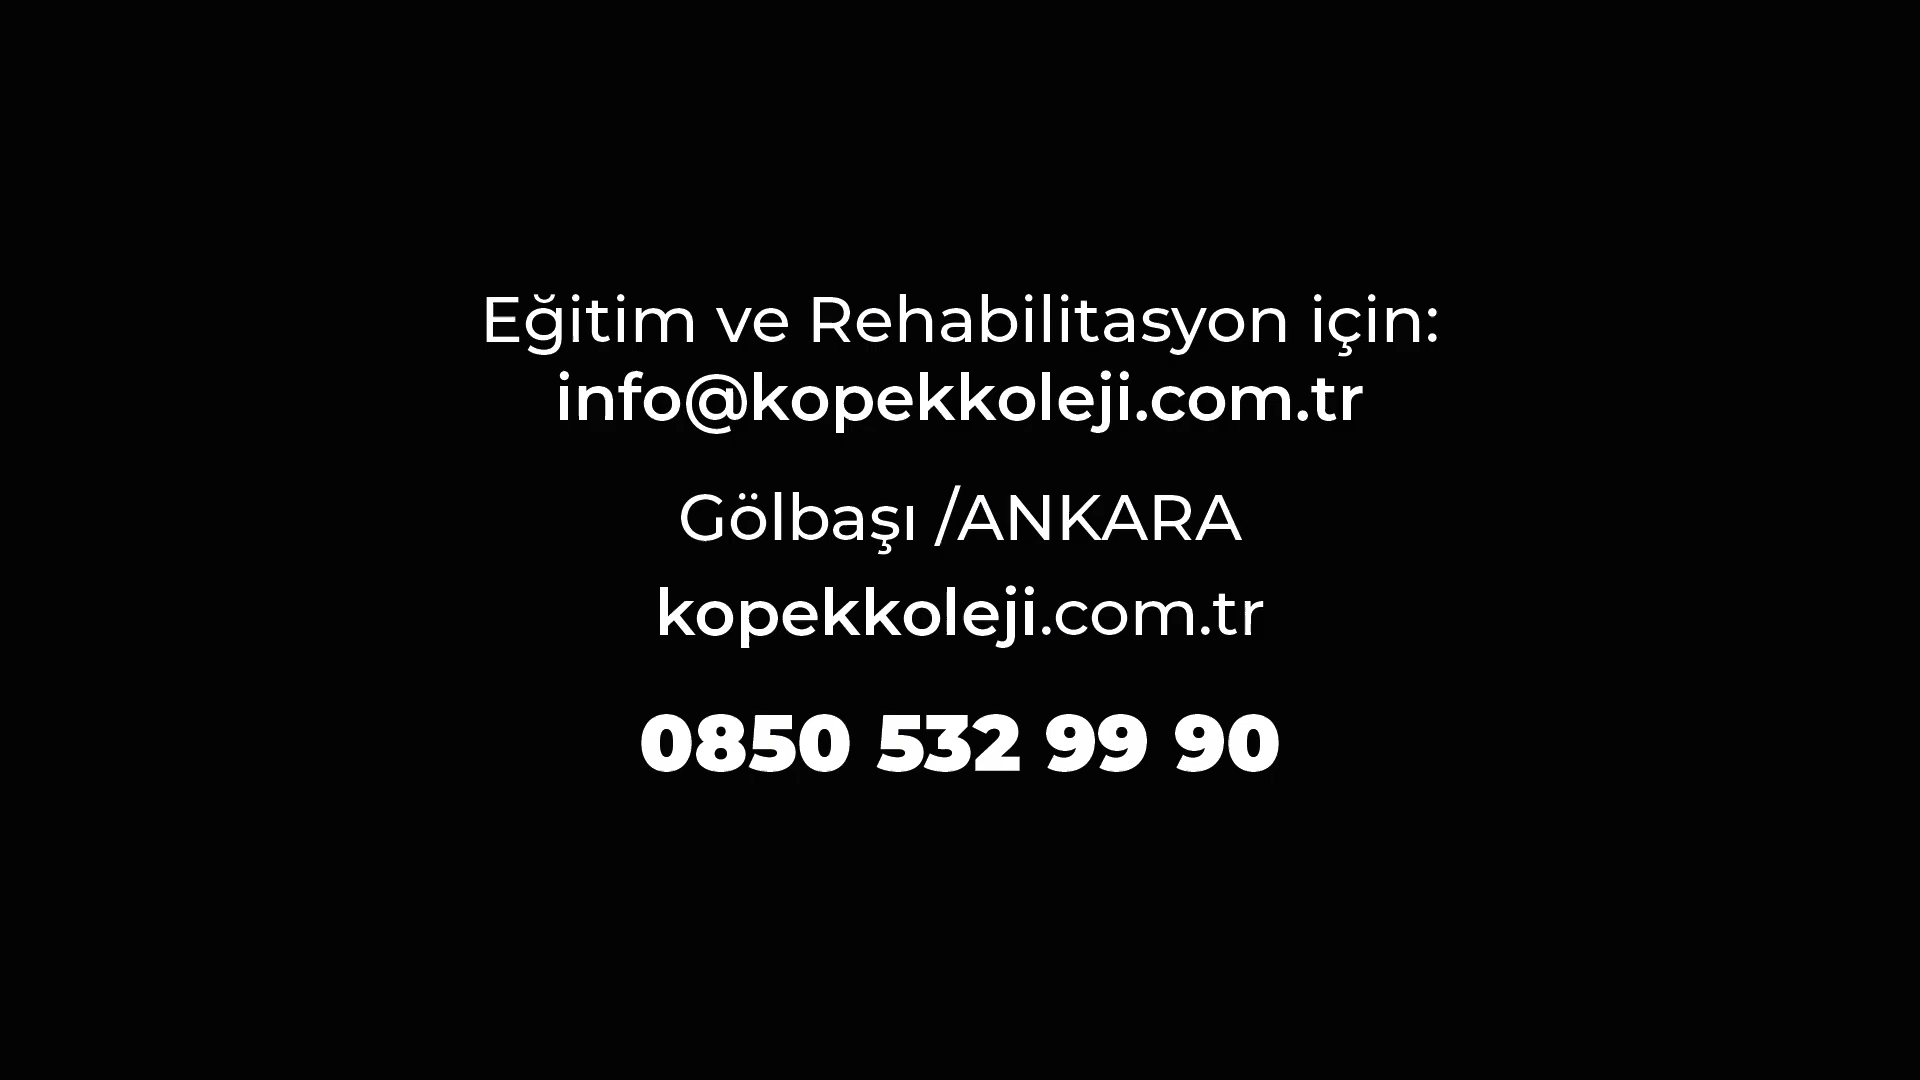 Eğitim ve Rehabilitasyon için:
info@kopekkoleji.com.tr
Gölbaşı /ANKARA
kopekkoleji.com.tr
0850 532 99 90